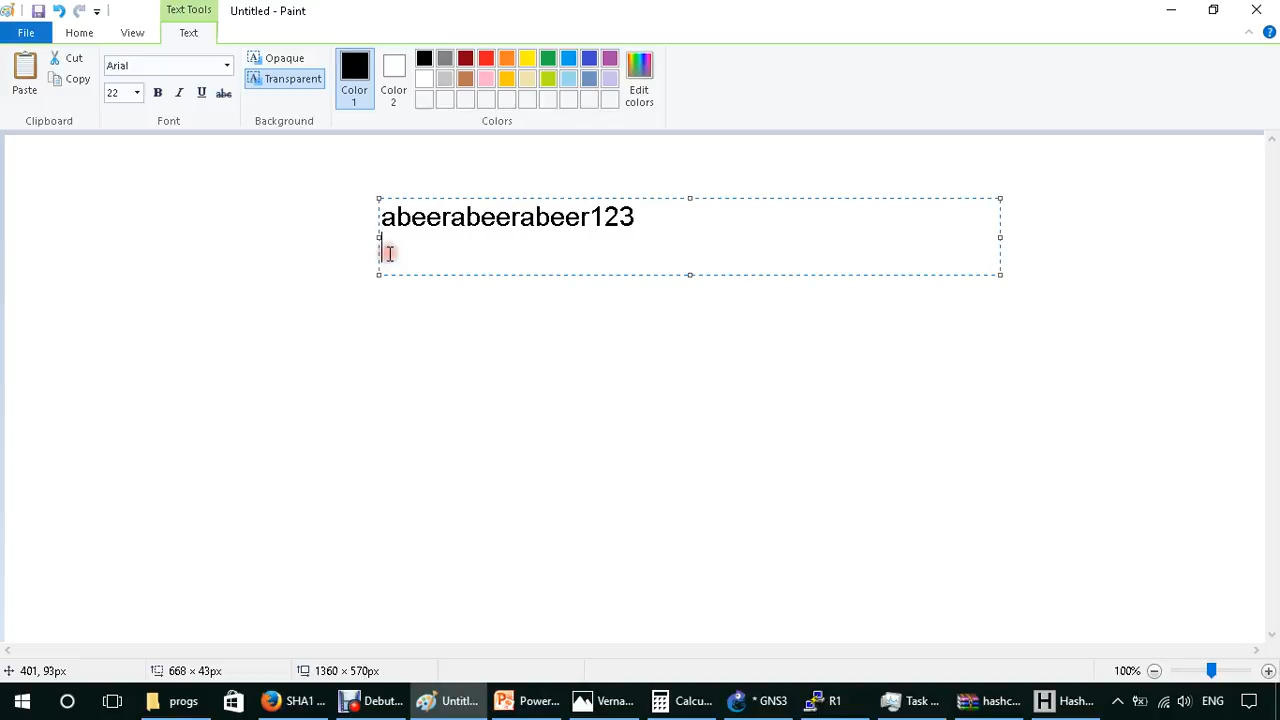 Text Tools
Untitled - Paint
File
Home
View
Text
Paste
Cut
Copy
Clipboard
Arial
22
B
I
U
abc
Font
Opaque
Transparent
Background
Color 1
Color 2
Edit colors
Colors
abeerabeerabeer123
401, 93px
668 × 43px
1360 × 570px
100%
progs
SHA1 ...
Debut...
Untitl...
Power...
Verna...
Calcu...
* GNS3
R1
Task ...
hashc...
Hash...
ENG